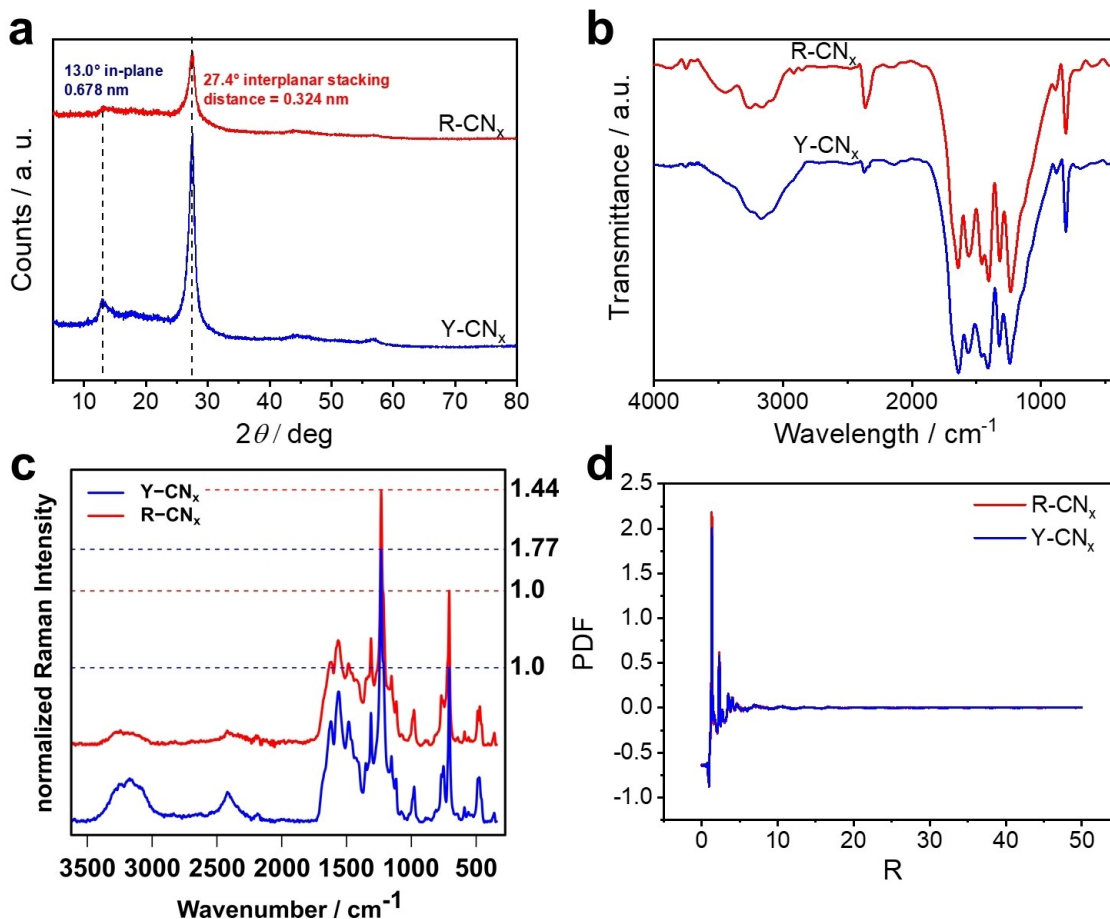 a
13.0° in-plane
0.678 nm
27.4° interplanar stacking
distance = 0.324 nm
R-CNx
Y-CNx
Counts / a. u.
10 20 30 40 50 60 70 80
2θ / deg
b
R-CNx
Y-CNx
Transmittance / a.u.
4000 3000 2000 1000
Wavelength / cm-1
c
Y–CNx
R–CNx
1.44
1.77
1.0
1.0
normalized Raman Intensity
3500 3000 2500 2000 1500 1000 500
Wavenumber / cm-1
d
R-CNx
Y-CNx
2.5
2.0
1.5
1.0
0.5
0.0
-0.5
-1.0
PDF
0 10 20 30 40 50
R